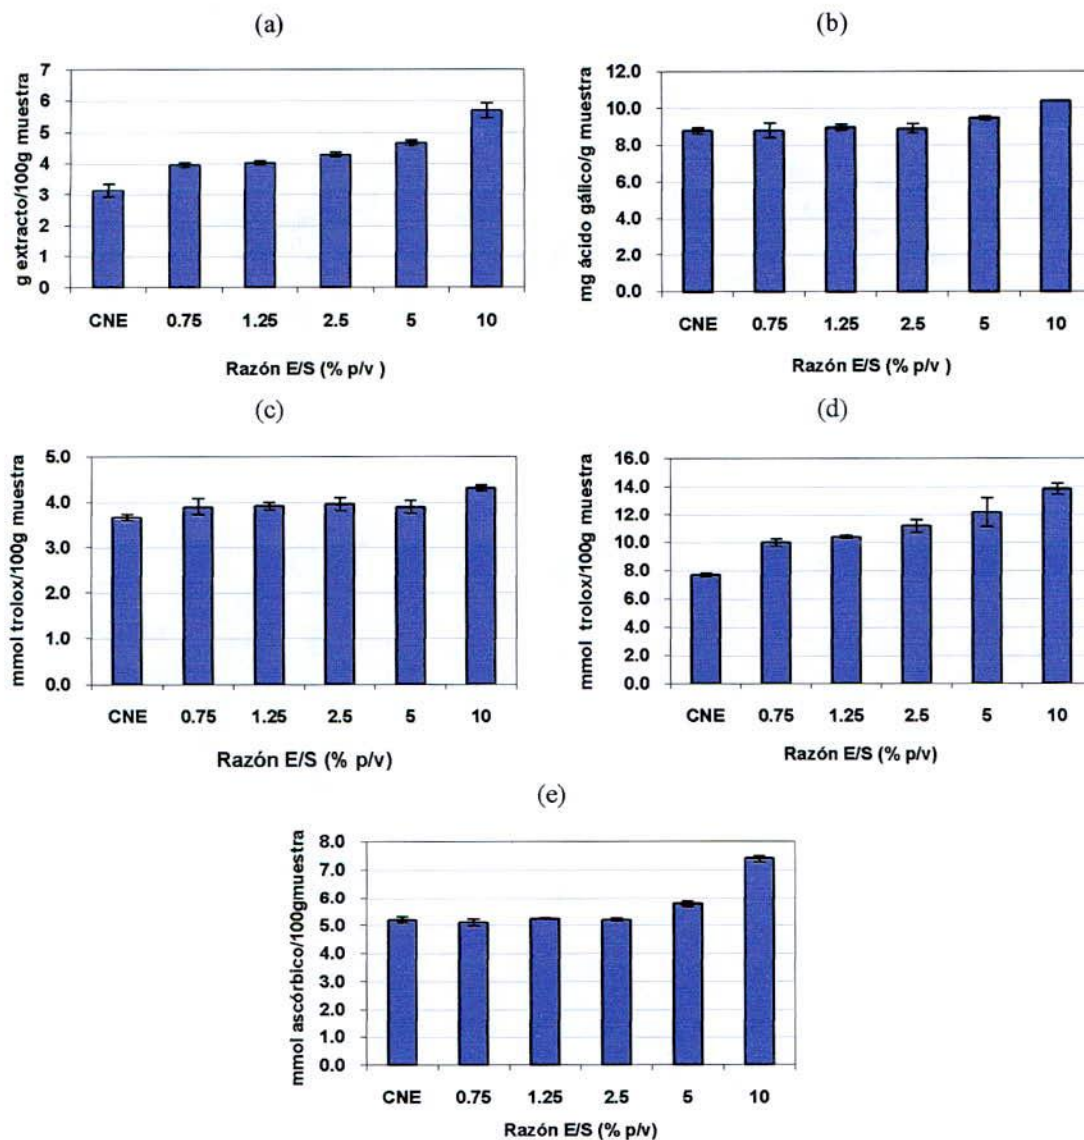 (a)
g extracto/100g muestra
7
6
5
4
3
2
1
0
CNE 0.75 1.25 2.5 5 10
Razón E/S (% p/v )
(b)
mg ácido gálico/g muestra
12.0
10.0
8.0
6.0
4.0
2.0
0.0
CNE 0.75 1.25 2.5 5 10
Razón E/S (% p/v )
(c)
mmol trolox/100g muestra
5.0
4.0
3.0
2.0
1.0
0.0
CNE 0.75 1.25 2.5 5 10
Razón E/S (% p/v)
(d)
mmol trolox/100g muestra
16.0
14.0
12.0
10.0
8.0
6.0
4.0
2.0
0.0
CNE 0.75 1.25 2.5 5 10
Razón E/S (% p/v)
(e)
mmol ascórbico/100gmuestra
8.0
7.0
6.0
5.0
4.0
3.0
2.0
1.0
0.0
CNE 0.75 1.25 2.5 5 10
Razón E/S (% p/v)